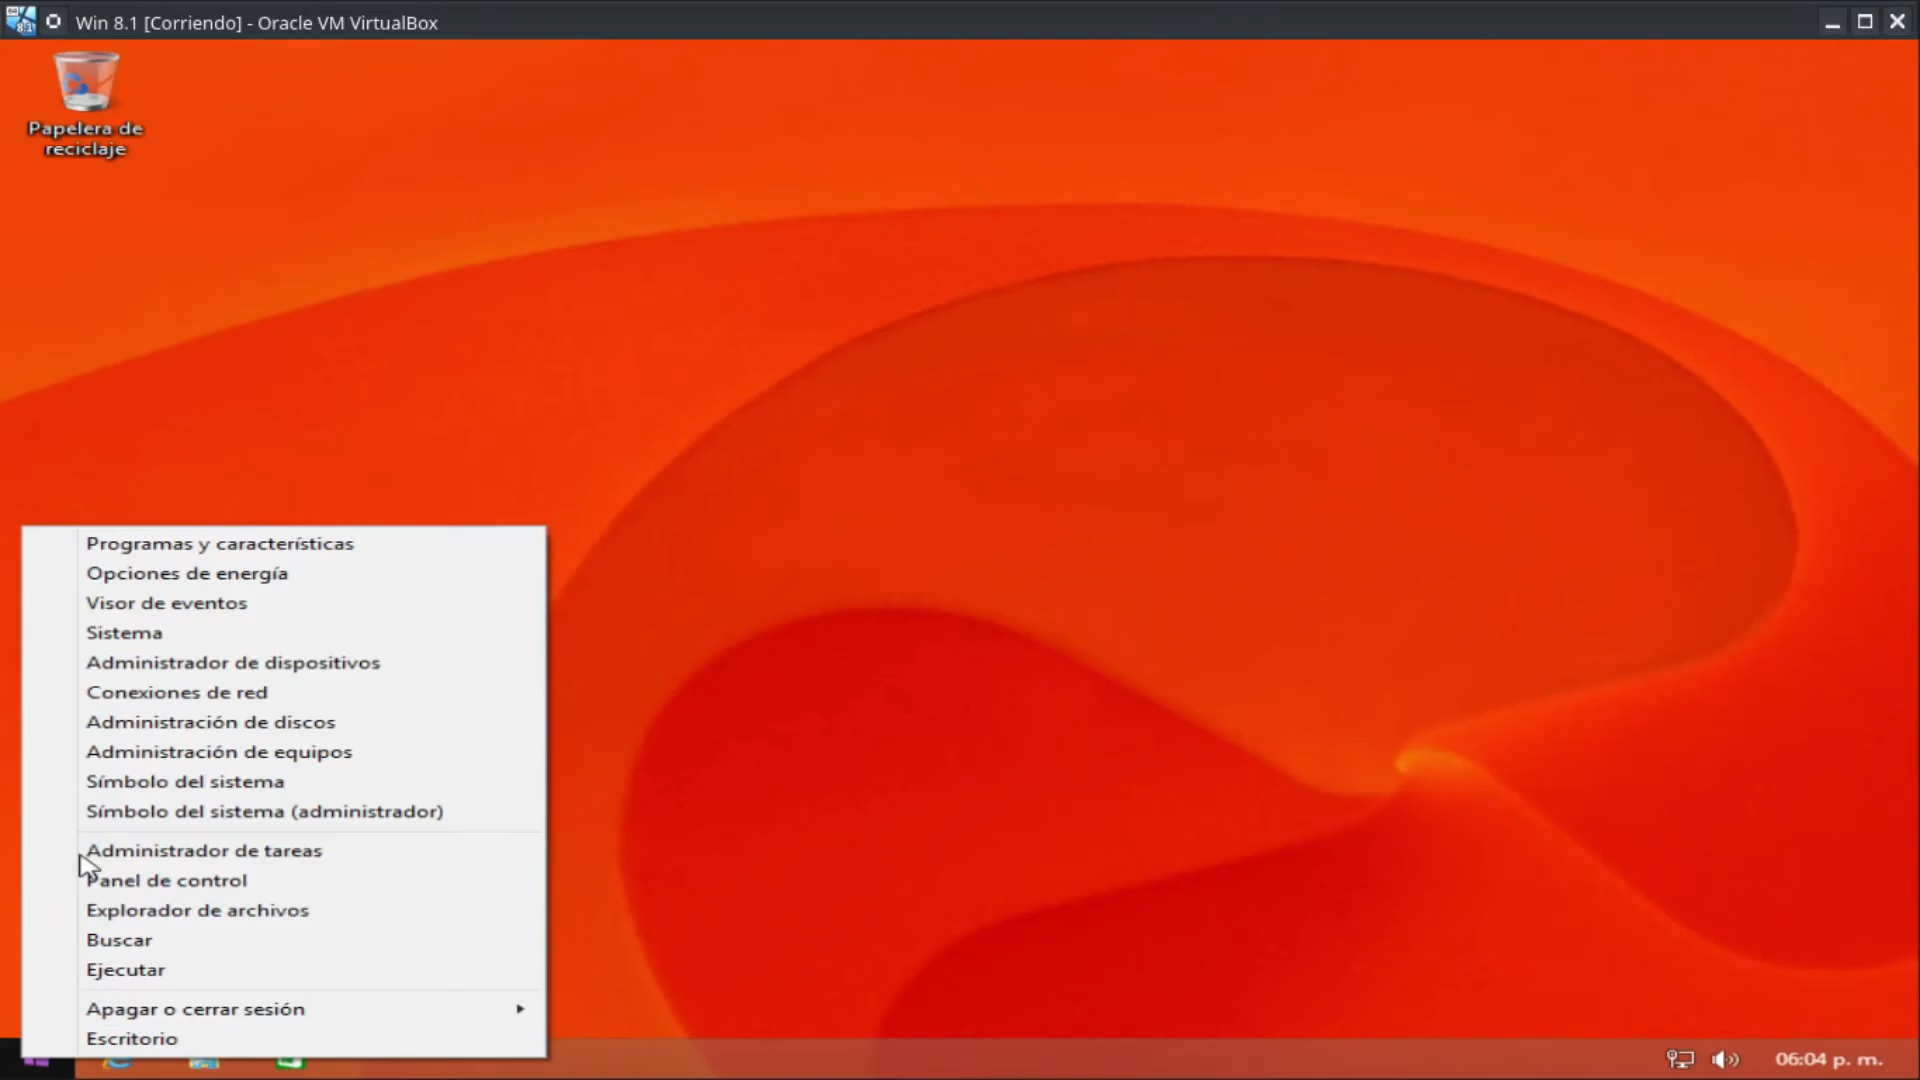 Win 8.1 [Corriendo] - Oracle VM VirtualBox
Papelera de
reciclaje
Programas y características
Opciones de energía
Visor de eventos
Sistema
Administrador de dispositivos
Conexiones de red
Administración de discos
Administración de equipos
Símbolo del sistema
Símbolo del sistema (administrador)
Administrador de tareas
Panel de control
Explorador de archivos
Buscar
Ejecutar
Apagar o cerrar sesión
Escritorio
06:04 p. m.